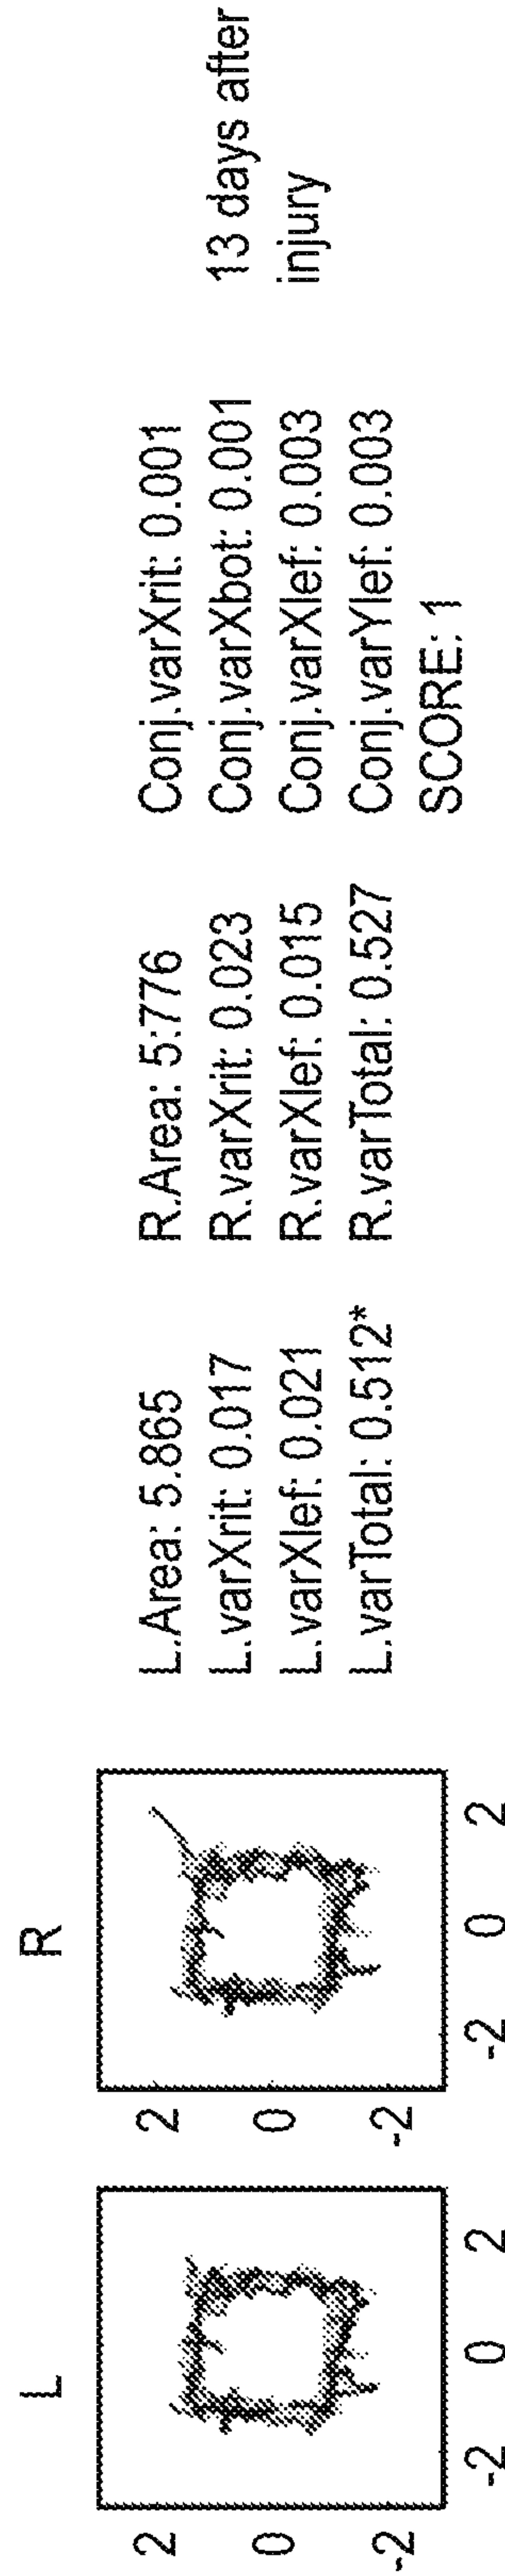 L
R
2
0
-2
-2
0
2
2
0
-2
-2
0
2
L.Area: 5.865
L.varXrit: 0.017
L.varXlef: 0.021
L.varTotal: 0.512*
R.Area: 5.776
R.varXrit: 0.023
R.varXlef: 0.015
R.varTotal: 0.527
Conj.varXrit: 0.001
Conj.varXbot: 0.001
Conj.varXlef: 0.003
Conj.varYlef: 0.003
SCORE: 1
13 days after
injury